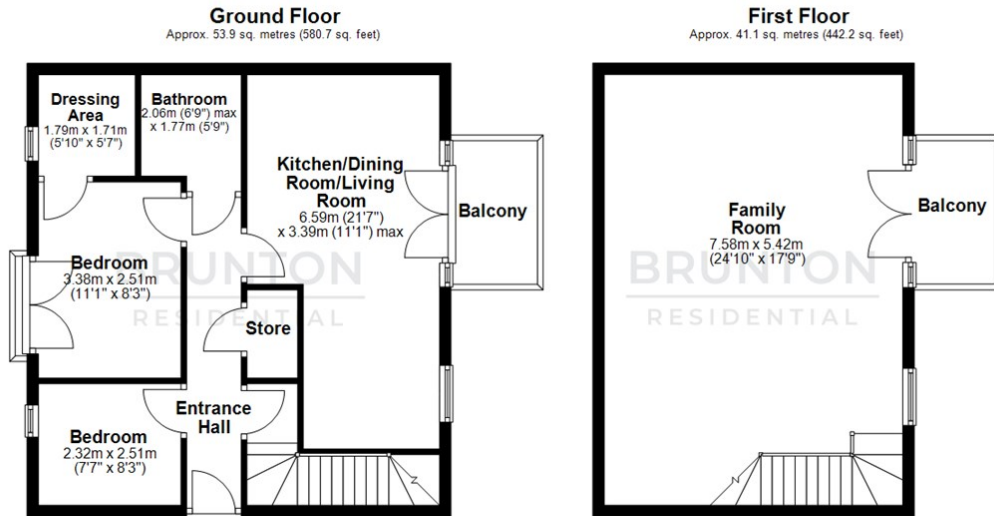 Ground Floor
Approx. 53.9 sq. metres (580.7 sq. feet)
Dressing
Area
1.79m x 1.71m
(5'10" x 5'7")
Bathroom
2.06m (6'9") max
x 1.77m (5'9")
Kitchen/Dining
Room/Living
Room
6.59m (21'7")
x 3.39m (11'1") max
Balcony
Bedroom
3.38m x 2.51m
(11'1" x 8'3")
BRUNTON
RESIDENTIAL
Store
Entrance
Hall
Bedroom
2.32m x 2.51m
(7'7" x 8'3")
First Floor
Approx. 41.1 sq. metres (442.2 sq. feet)
Family
Room
7.58m x 5.42m
(24'10" x 17'9")
Balcony
BRUNTON
RESIDENTIAL